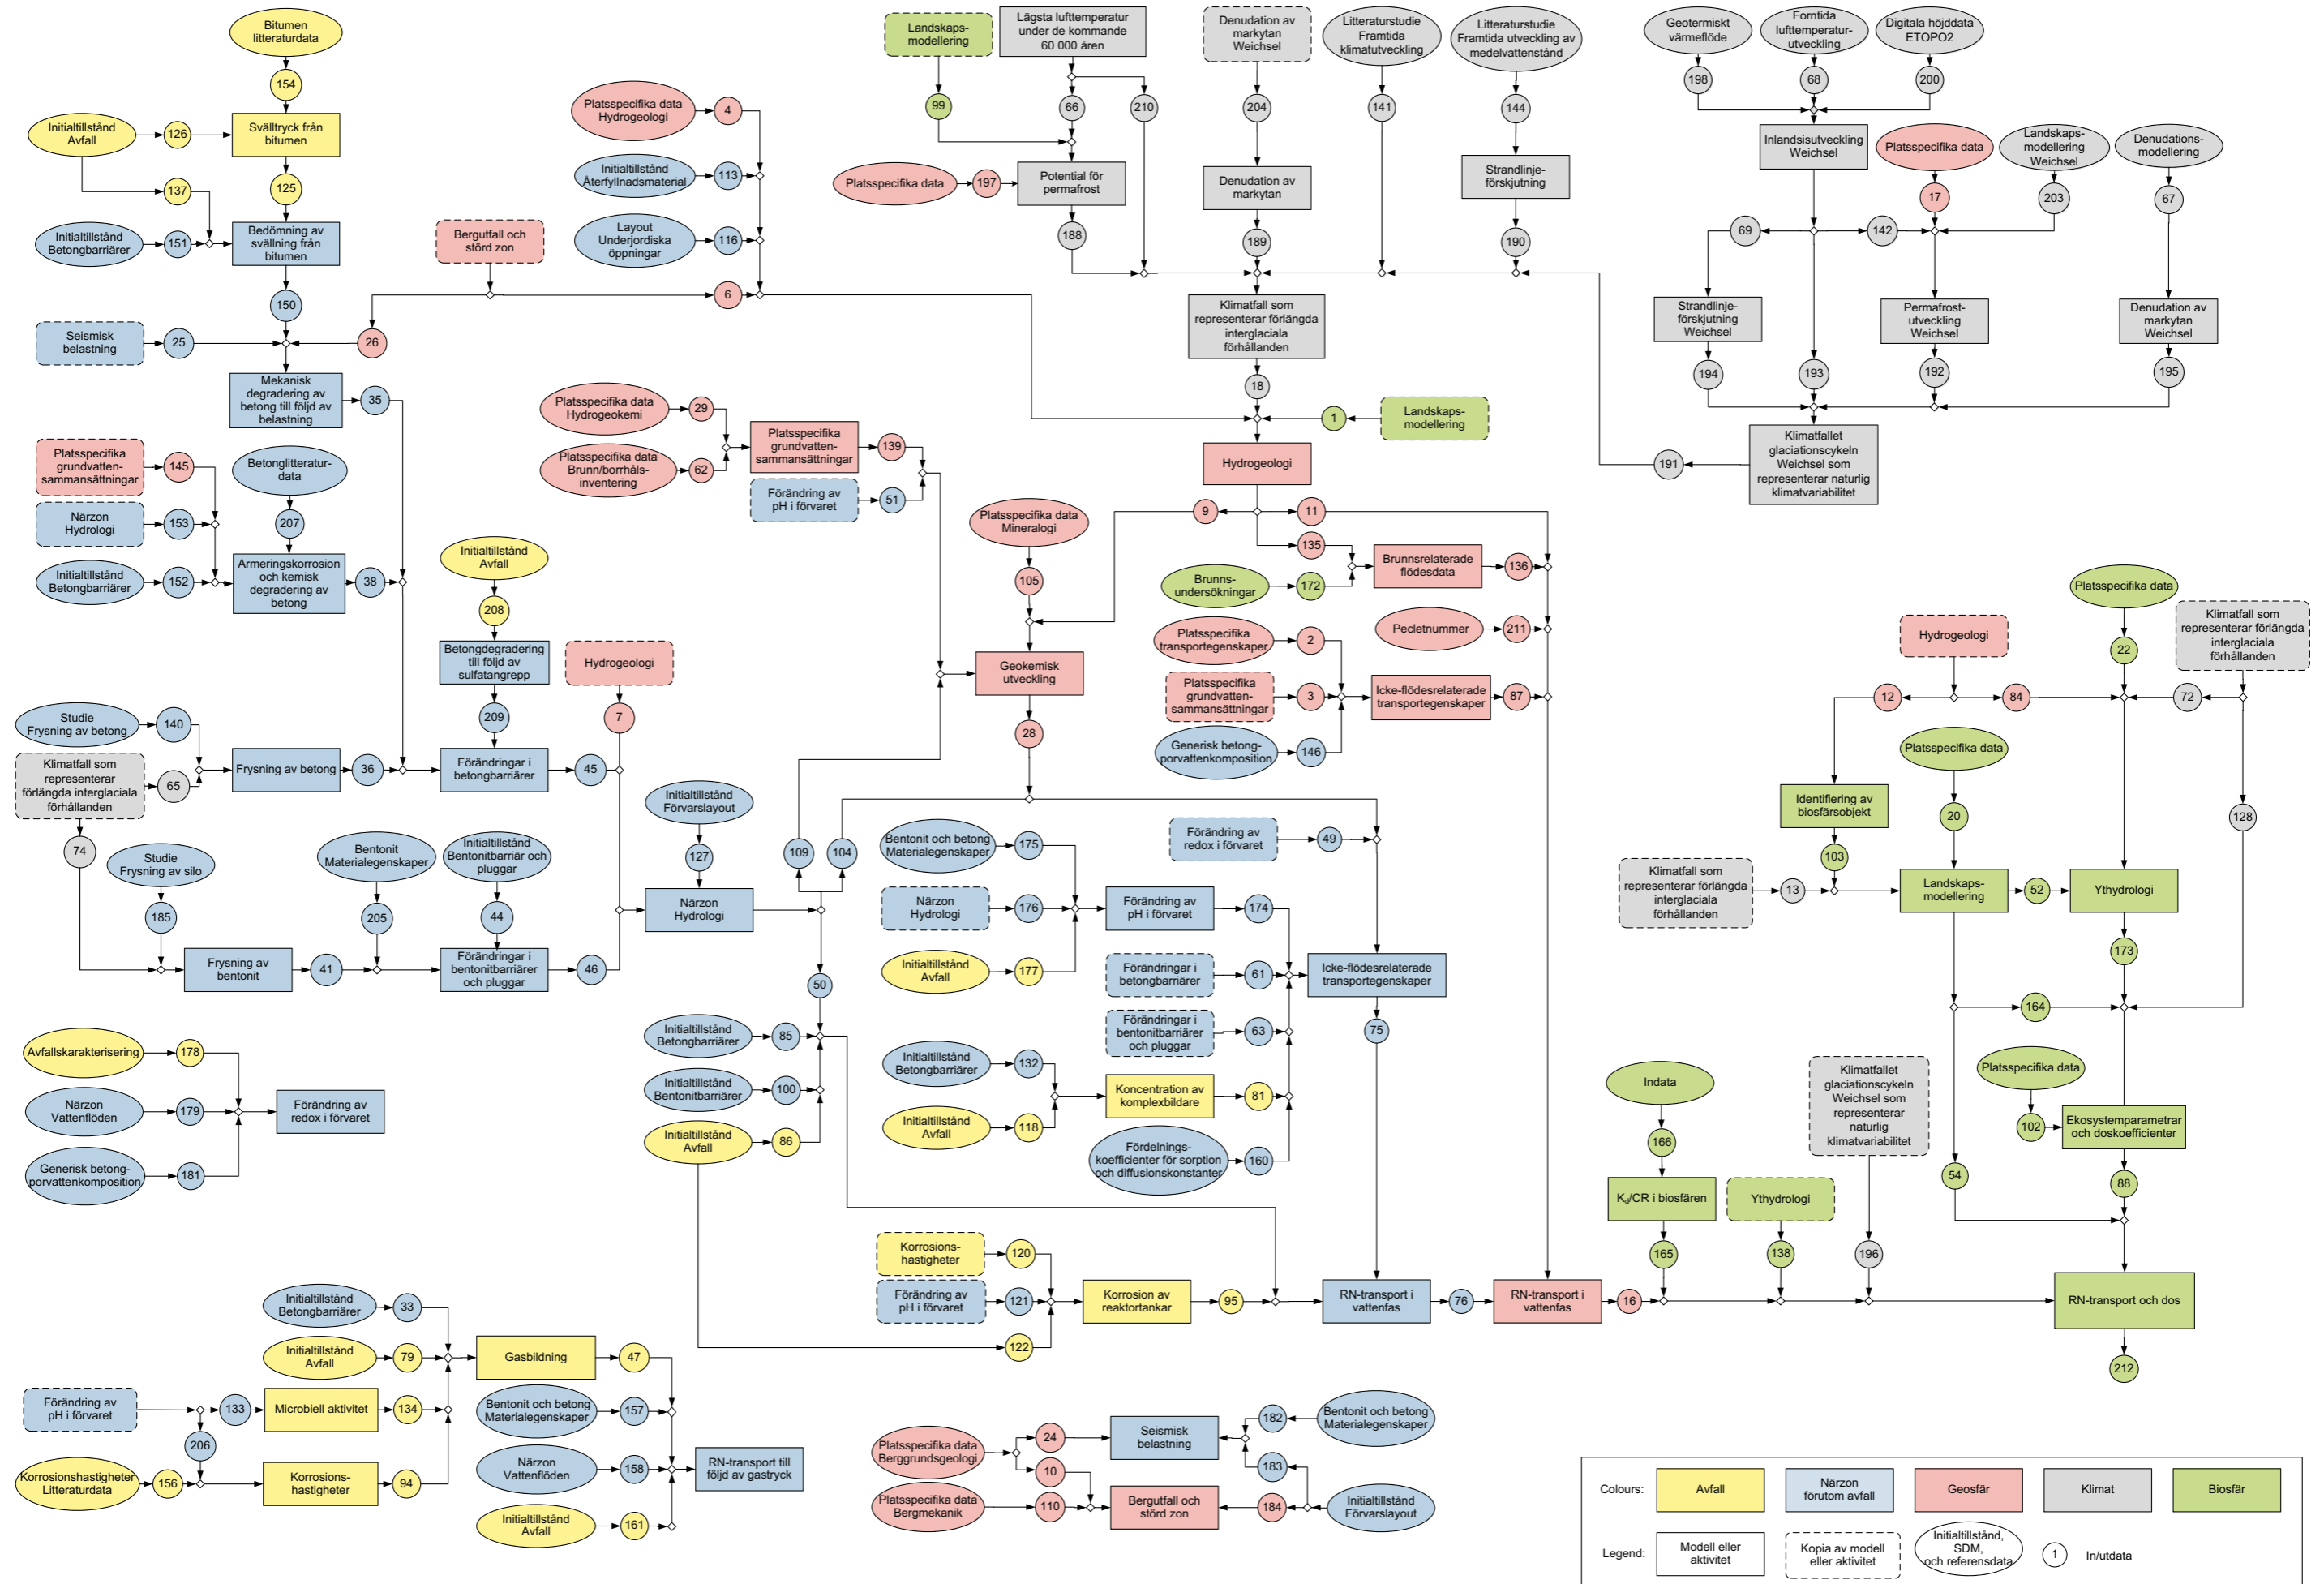 Bitumen
litteraturdata
154
Initialtillstånd
Avfall
126
Svälltryck från
bitumen
137
125
Initialtillstånd
Betongbarriärer
151
Bedömning av
svällning från
bitumen
150
Seismisk
belastning
25
26
Mekanisk
degradering av
betong till följd av
belastning
35
Platsspecifika
grundvatten-
sammansättningar
145
Betonglitteratur-
data
207
Närzon
Hydrologi
153
Initialtillstånd
Betongbarriärer
152
Armeringskorrosion
och kemisk
degradering av
betong
38
Bergutfall och
störd zon
Platsspecifika data
Hydrogeologi
4
Initialtillstånd
Återfyllnadsmaterial
113
Layout
Underjordiska
öppningar
116
6
Landskaps-
modellering
99
Lägsta lufttemperatur
under de kommande
60 000 åren
66
210
Platsspecifika data
197
Potential för
permafrost
188
Denudation av
markytan
Weichsel
204
Denudation av
markytan
189
Litteraturstudie
Framtida
klimatutveckling
141
Litteraturstudie
Framtida utveckling av
medelvattenstånd
144
Strandlinje-
förskjutning
190
Geotermiskt
värmeflöde
198
Forntida
lufttemperatur-
utveckling
68
Digitala höjddata
ETOPO2
200
Inlandsisutveckling
Weichsel
Platsspecifika data
17
Landskaps-
modellering
Weichsel
203
Denudations-
modellering
67
69
142
Strandlinje-
förskjutning
Weichsel
194
193
Permafrost-
utveckling
Weichsel
192
Denudation av
markytan
Weichsel
195
Klimatfallet
glaciationscykeln
Weichsel som
representerar naturlig
klimatvariabilitet
191
Klimatfall som
representerar förlängda
interglaciala
förhållanden
18
1
Landskaps-
modellering
Hydrogeologi
Platsspecifika data
Hydrogeokemi
29
Platsspecifika data
Brunn/borrhåls-
inventering
62
Platsspecifika
grundvatten-
sammansättningar
139
Förändring av
pH i förvaret
51
Platsspecifika data
Mineralogi
105
9
11
135
Brunns-
undersökningar
172
Brunnsrelaterade
flödesdata
136
Platsspecifika
transportegenskaper
2
Pecletnummer
211
Platsspecifika
grundvatten-
sammansättningar
3
Icke-flödesrelaterade
transportegenskaper
87
Generisk betong-
porvattenkomposition
146
Geokemisk
utveckling
28
Initialtillstånd
Avfall
208
Betongdegradering
till följd av
sulfatangrepp
209
Hydrogeologi
7
Studie
Frysning av betong
140
Klimatfall som
representerar
förlängda interglaciala
förhållanden
65
Frysning av betong
36
Förändringar i
betongbarriärer
45
74
Studie
Frysning av silo
185
Bentonit
Materialegenskaper
205
Initialtillstånd
Bentonitbarriär och
pluggar
44
Frysning av
bentonit
41
Förändringar i
bentonitbarriärer
och pluggar
46
Initialtillstånd
Förvarslayout
127
Närzon
Hydrologi
109
104
50
Bentonit och betong
Materialegenskaper
175
Närzon
Hydrologi
176
Förändring av
pH i förvaret
174
Initialtillstånd
Avfall
177
Förändring av
redox i förvaret
49
Förändringar i
betongbarriärer
61
Förändringar i
bentonitbarriärer
och pluggar
63
Icke-flödesrelaterade
transportegenskaper
75
Initialtillstånd
Betongbarriärer
132
Initialtillstånd
Avfall
118
Koncentration av
komplexbildare
81
Fördelnings-
koefficienter för sorption
och diffusionskonstanter
160
Initialtillstånd
Betongbarriärer
85
Initialtillstånd
Bentonitbarriärer
100
Initialtillstånd
Avfall
86
Avfallskarakterisering
178
Närzon
Vattenflöden
179
Förändring av
redox i förvaret
Generisk betong-
porvattenkomposition
181
Platsspecifika data
22
Klimatfall som
representerar förlängda
interglaciala
förhållanden
Hydrogeologi
12
84
72
Platsspecifika data
20
128
Identifiering av
biosfärsobjekt
103
Klimatfall som
representerar förlängda
interglaciala
förhållanden
13
Landskaps-
modellering
52
Ythydrologi
173
164
Platsspecifika data
102
Ekosystemparametrar
och doskoefficienter
54
88
Indata
166
Kd/CR i biosfären
165
Ythydrologi
138
Klimatfallet
glaciationscykeln
Weichsel som
representerar
naturlig
klimatvariabilitet
196
Korrosions-
hastigheter
120
Förändring av
pH i förvaret
121
122
Korrosion av
reaktortankar
95
RN-transport i
vattenfas
76
RN-transport i
vattenfas
16
RN-transport och dos
212
Initialtillstånd
Betongbarriärer
33
Initialtillstånd
Avfall
79
Gasbildning
47
Förändring av
pH i förvaret
133
Microbiell aktivitet
134
206
Korrosionshastigheter
Litteraturdata
156
Korrosions-
hastigheter
94
Bentonit och betong
Materialegenskaper
157
Närzon
Vattenflöden
158
RN-transport till
följd av gastryck
Initialtillstånd
Avfall
161
Platsspecifika data
Berggrundsgeologi
24
10
Seismisk
belastning
182
Bentonit och betong
Materialegenskaper
183
Platsspecifika data
Bergmekanik
110
Bergutfall och
störd zon
184
Initialtillstånd
Förvarslayout
Colours:
Avfall
Närzon
förutom avfall
Geosfär
Klimat
Biosfär
Legend:
Modell eller
aktivitet
Kopia av modell
eller aktivitet
Initialtillstånd,
SDM,
och referensdata
1
In/utdata